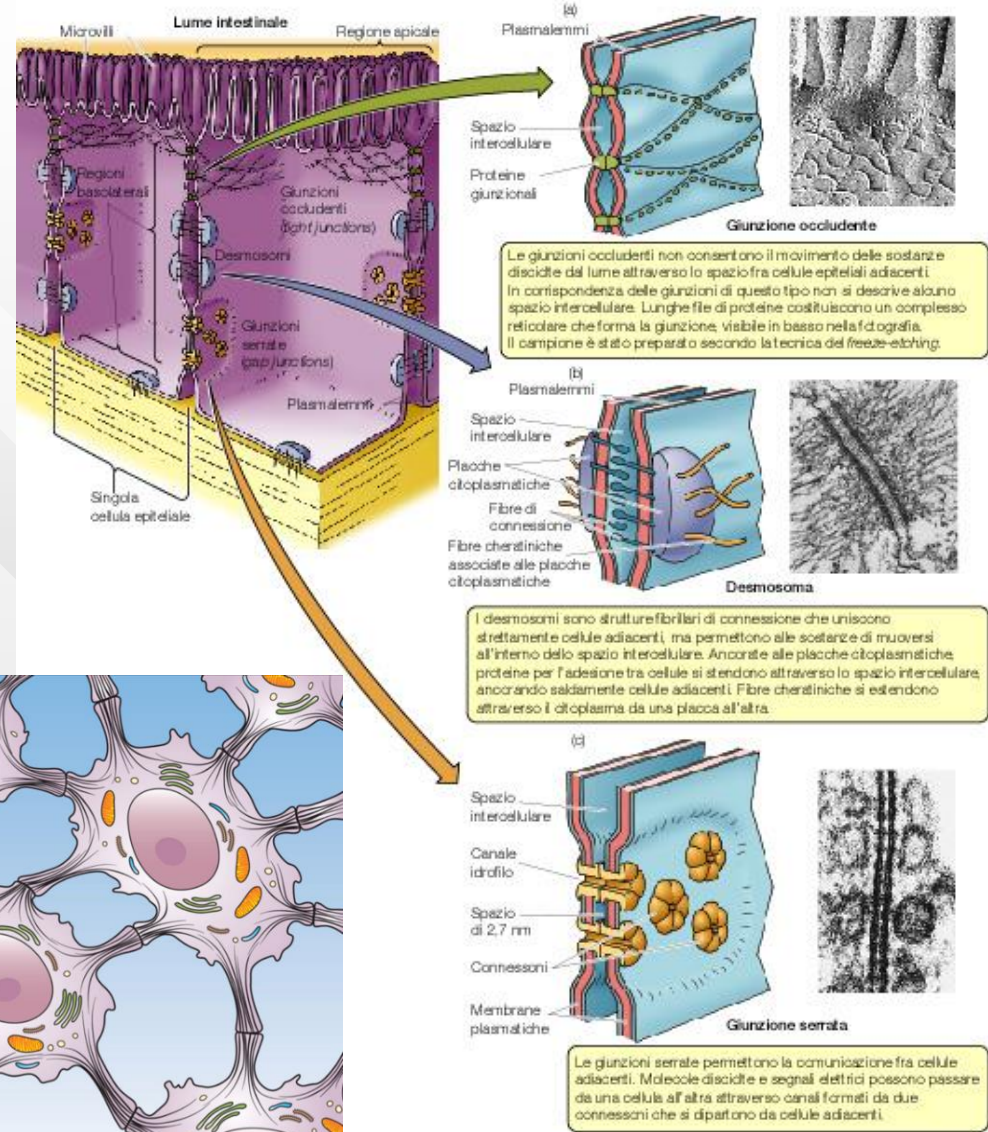 Lume intestinale
Microvilli
Regione apicale
Regioni
basolaterali
Giunzioni
occludenti
(tight junctions)
Desmosomi
Giunzioni
serrate
(gap junctions)
Plasmalemmi
Singola
cellula epiteliale
(a)
Plasmalemmi
Spazio
intercellulare
Proteine
giunzionali
Giunzione occludente
Le giunzioni occludenti non consentono il movimento delle sostanze
disciolte dal lume attraverso lo spazio fra cellule epiteliali adiacenti.
In corrispondenza delle giunzioni di questo tipo non si descrive alcuno
spazio intercellulare. Lunghe file di proteine costituiscono un complesso
reticolare che forma la giunzione, visibile in basso nella fotografia.
Il campione è stato preparato secondo la tecnica del freeze-etching.
(b)
Plasmalemmi
Spazio
intercellulare
Placche
citoplasmatiche
Fibre di
connessione
Fibre cheratiniche
associate alle placche
citoplasmatiche
Desmosoma
I desmosomi sono strutture fibrillari di connessione che uniscono
strettamente cellule adiacenti, ma permettono alle sostanze di muoversi
all'interno dello spazio intercellulare. Ancorate alle placche citoplasmatiche,
proteine per l'adesione tra cellule si stendono attraverso lo spazio intercellulare,
ancorando saldamente cellule adiacenti. Fibre cheratiniche si estendono
attraverso il citoplasma da una placca all'altra.
(c)
Spazio
intercellulare
Canale
idrofilo
Spazio
di 2,7 nm
Connessoni
Membrane
plasmatiche
Giunzione serrata
Le giunzioni serrate permettono la comunicazione fra cellule
adiacenti. Molecole disciolte e segnali elettrici possono passare
da una cellula all'altra attraverso canali formati da due
connessoni che si dipartono da cellule adiacenti.